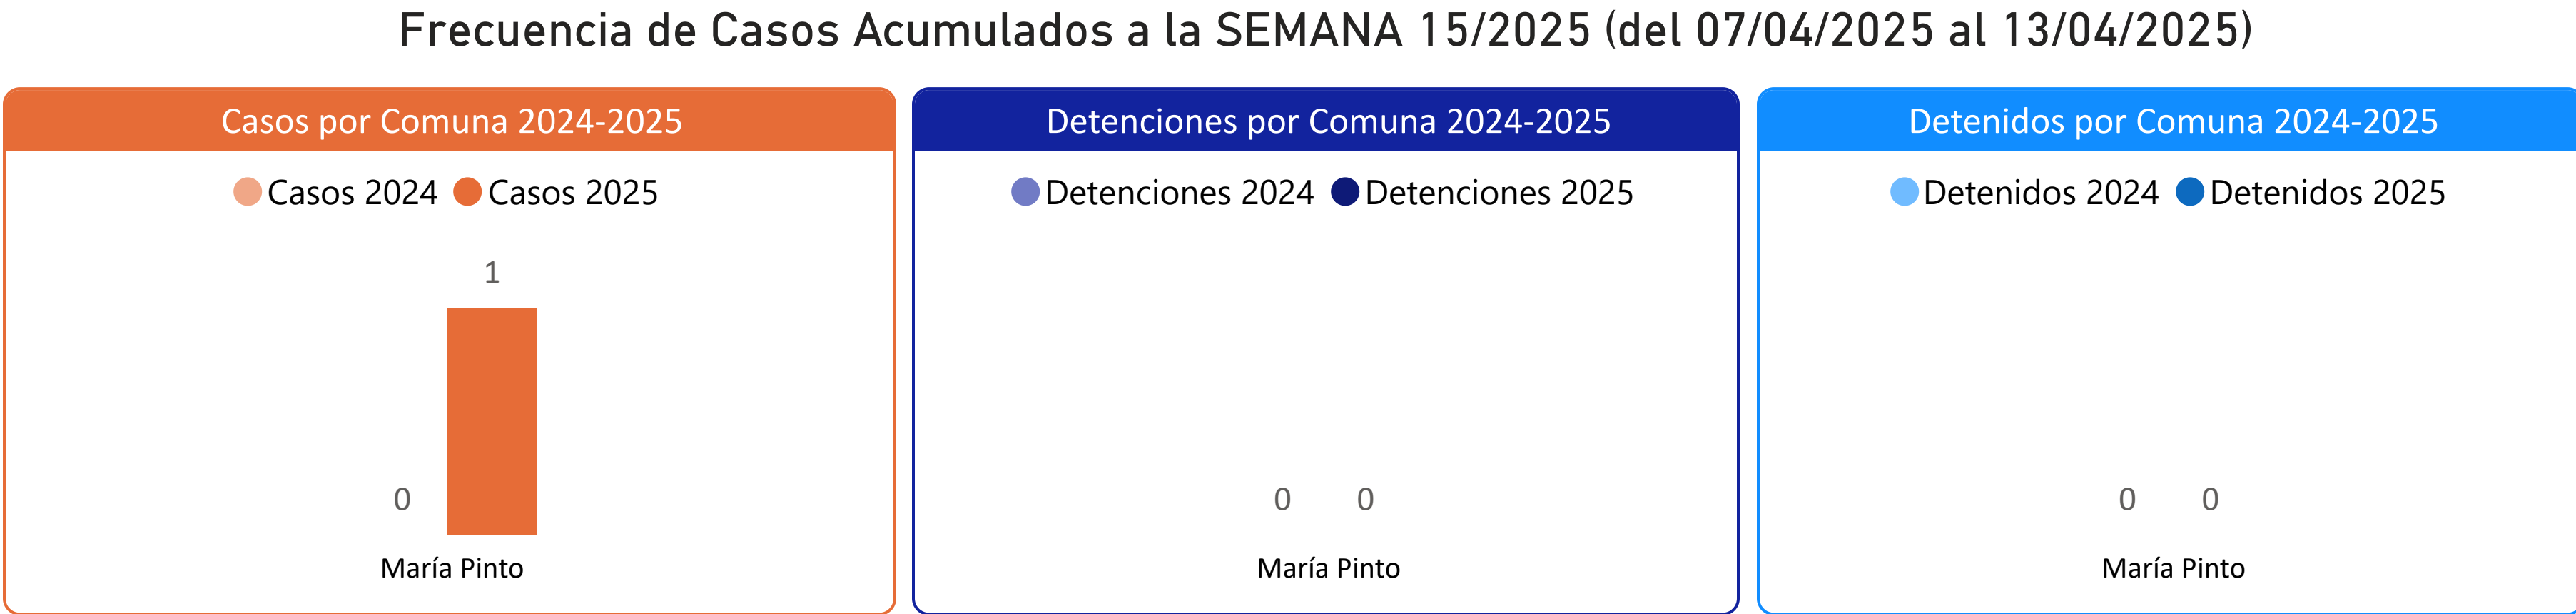 Frecuencia de Casos Acumulados a la SEMANA 15/2025 (del 07/04/2025 al 13/04/2025)
Casos por Comuna 2024-2025
Casos 2024 Casos 2025
1
0
María Pinto
Detenciones por Comuna 2024-2025
Detenciones 2024 Detenciones 2025
0 0
María Pinto
Detenidos por Comuna 2024-2025
Detenidos 2024 Detenidos 2025
0 0
María Pinto